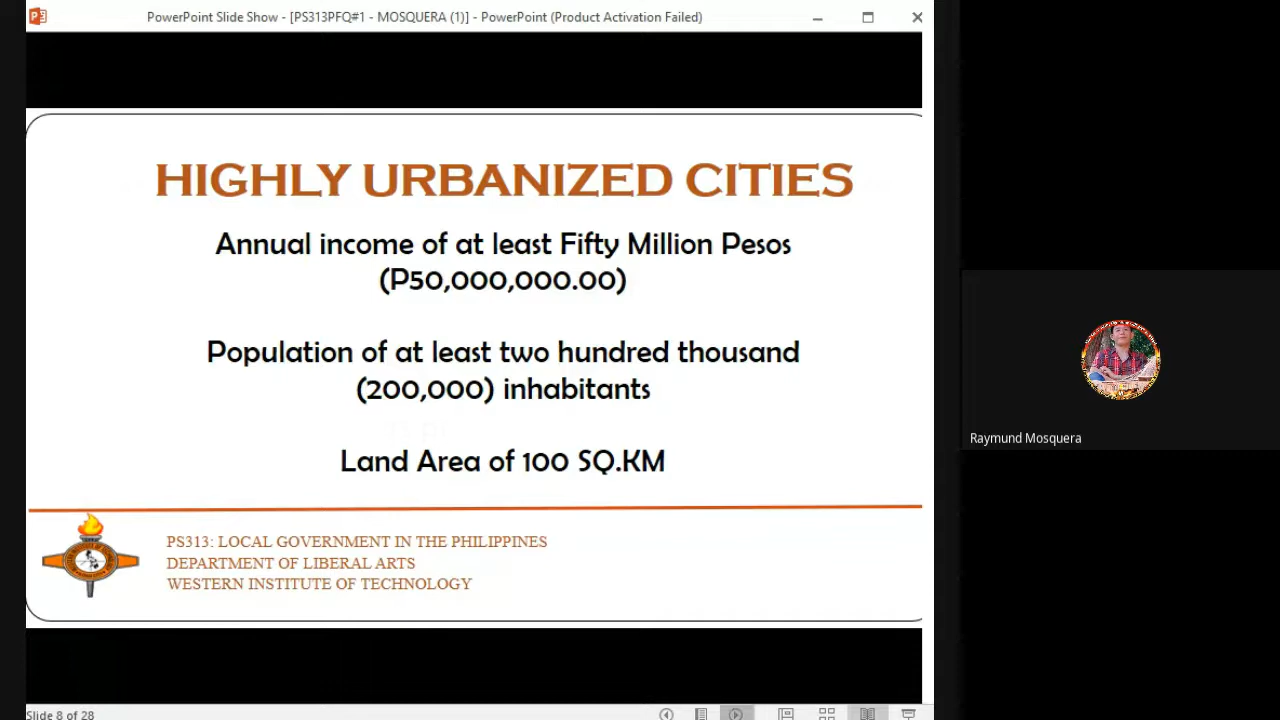 PowerPoint Slide Show - [PS313PFQ#1 - MOSQUERA (1)] - PowerPoint (Product Activation Failed)
HIGHLY URBANIZED CITIES
Annual income of at least Fifty Million Pesos
(P50,000,000.00)
Population of at least two hundred thousand
(200,000) inhabitants
Land Area of 100 SQ.KM
Raymund Mosquera
PS313: LOCAL GOVERNMENT IN THE PHILIPPINES
DEPARTMENT OF LIBERAL ARTS
WESTERN INSTITUTE OF TECHNOLOGY
Slide 8 of 28